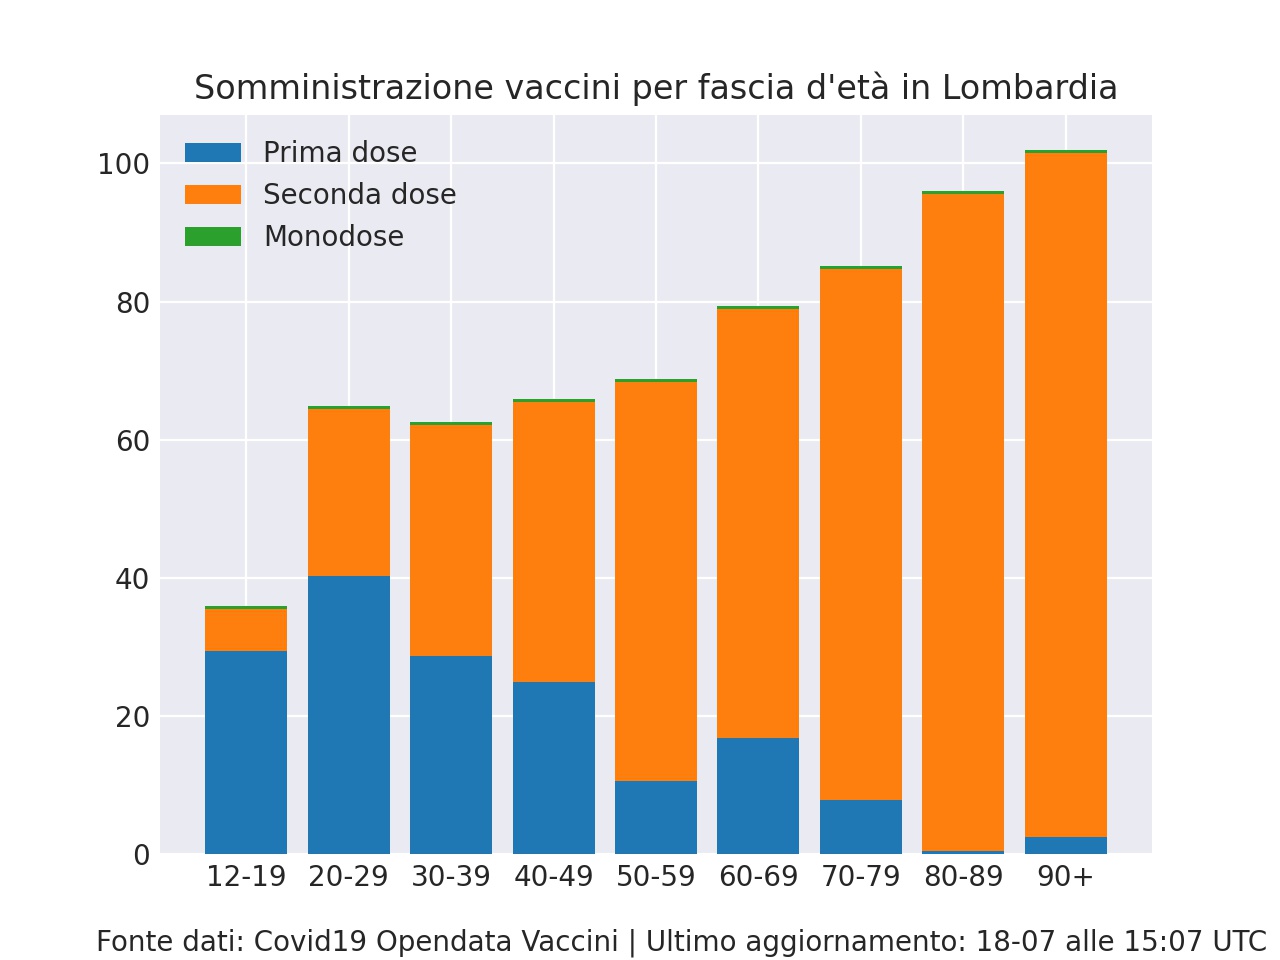 Somministrazione vaccini per fascia d'età in Lombardia
Prima dose
Seconda dose
Monodose
100
80
60
40
20
0
12-19 20-29 30-39 40-49 50-59 60-69 70-79 80-89 90+
Fonte dati: Covid19 Opendata Vaccini | Ultimo aggiornamento: 18-07 alle 15:07 UTC